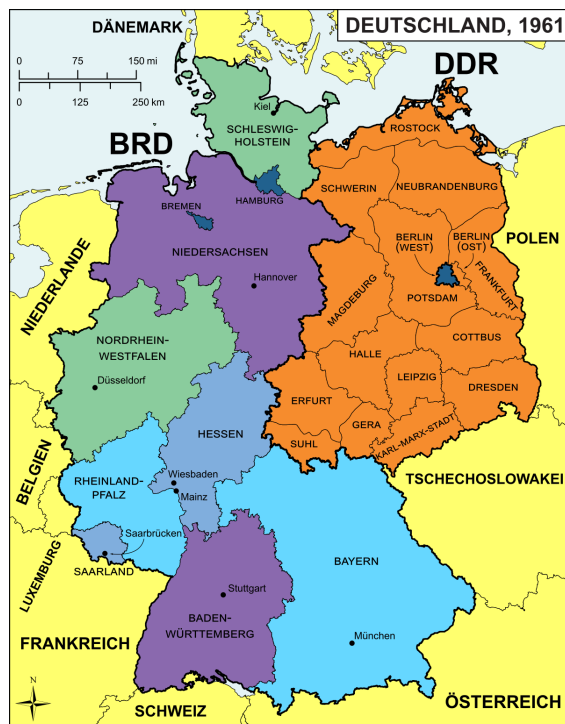 DÄNEMARK
DEUTSCHLAND, 1961
0 75 150 mi
0 125 250 km
DDR
BRD
Kiel
SCHLESWIG-
HOLSTEIN
ROSTOCK
SCHWERIN
NEUBRANDENBURG
HAMBURG
BREMEN
NIEDERSACHSEN
Hannover
BERLIN
(WEST)
BERLIN
(OST)
POLEN
NIEDERLANDE
MAGDEBURG
POTSDAM
FRANKFURT
COTTBUS
NORDRHEIN-
WESTFALEN
Düsseldorf
HALLE
LEIPZIG
DRESDEN
ERFURT
GERA
SUHL
KARL-MARX-STADT
HESSEN
BELGIEN
RHEINLAND-
PFALZ
Wiesbaden
Mainz
TSCHECHOSLOWAKEI
Saarbrücken
SAARLAND
LUXEMBURG
BAYERN
Stuttgart
BADEN-
WÜRTTEMBERG
München
FRANKREICH
N
SCHWEIZ
ÖSTERREICH